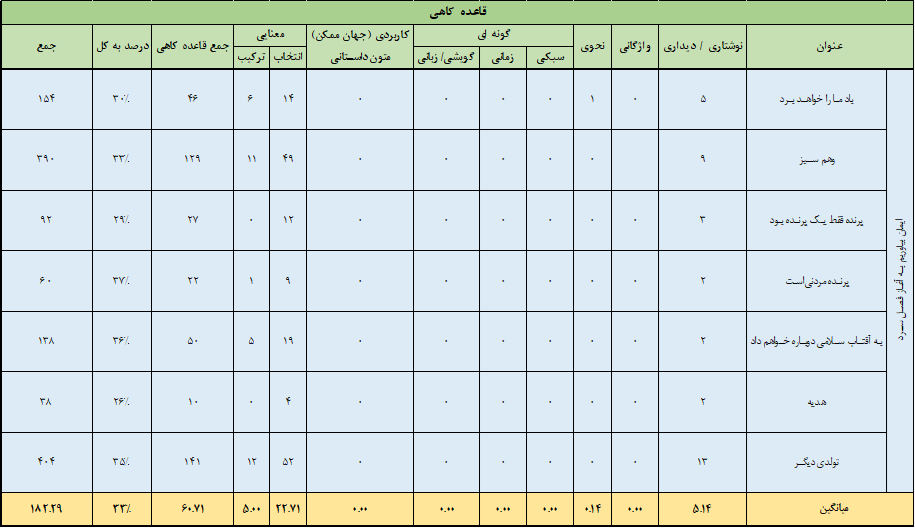 قاعده کاهی
عنوان نوشتاری / دیداری واژگانی نحوی گونه ای کاربردی (جهان ممکن) معنایی جمع قاعده کاهی درصد به کل جمع
سبکی زمانی گویشی/ زبانی متون داستانی انتخاب ترکیب
ایمان بیاوریم به آغاز فصل سرد
باد ما را خواهد برد ۵ ۰ ۱ ۰ ۰ ۰ ۰ ۱۴ ۶ ۴۶ ۳۰٪ ۱۵۴
وهم سبز ۹ ۰ ۰ ۰ ۰ ۰ ۴۹ ۱۱ ۱۲۹ ۳۳٪ ۳۹۰
پرنده فقط یک پرنده بود ۳ ۰ ۰ ۰ ۰ ۰ ۰ ۱۲ ۰ ۲۷ ۲۹٪ ۹۲
پرنده مردنی است ۲ ۰ ۰ ۰ ۰ ۰ ۰ ۹ ۱ ۲۲ ۳۷٪ ۶۰
به آفتاب سلامی دوباره خواهم داد ۲ ۰ ۰ ۰ ۰ ۰ ۰ ۱۹ ۵ ۵۰ ۳۶٪ ۱۳۸
هدیه ۲ ۰ ۰ ۰ ۰ ۰ ۰ ۴ ۰ ۱۰ ۲۶٪ ۳۸
تولدی دیگر ۱۳ ۰ ۰ ۰ ۰ ۰ ۰ ۵۲ ۱۲ ۱۴۱ ۳۵٪ ۴۰۴
میانگین ۵.۱۴ ۰.۰۰ ۰.۱۴ ۰.۰۰ ۰.۰۰ ۰.۰۰ ۰.۰۰ ۲۲.۷۱ ۵.۰۰ ۶۰.۷۱ ۳۳٪ ۱۸۲.۲۹